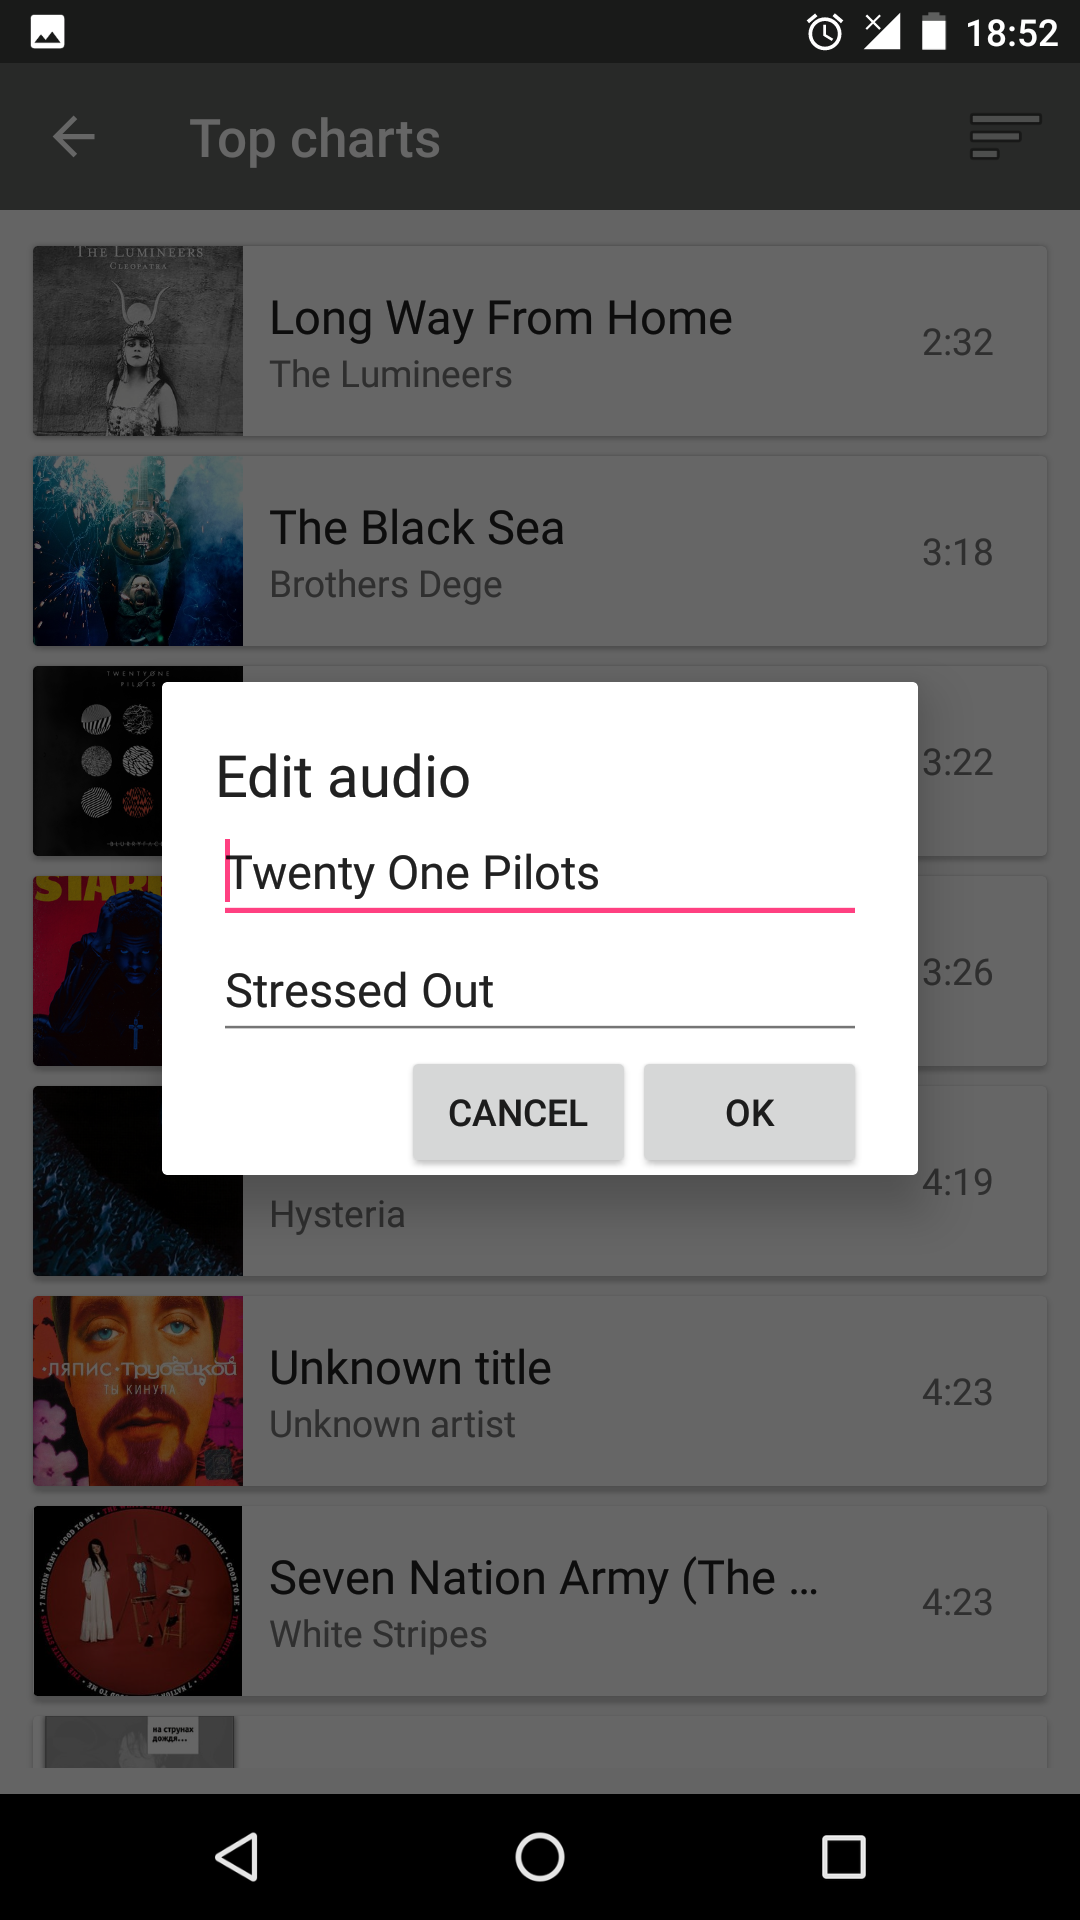 18:52
Top charts
THE LUMINEERS
CLEOPATRA
Long Way From Home
The Lumineers
2:32
The Black Sea
Brothers Dege
3:18
TWENTY ONE
PILOTS
BLURRYFACE
3:22
Edit audio
Twenty One Pilots
Stressed Out
CANCEL
OK
3:26
Hysteria
4:19
·ЛЯПИС·Трубецкой
ТЫ КИНУЛА
Unknown title
Unknown artist
4:23
Seven Nation Army (The ...
White Stripes
4:23
на струнах
дождя...